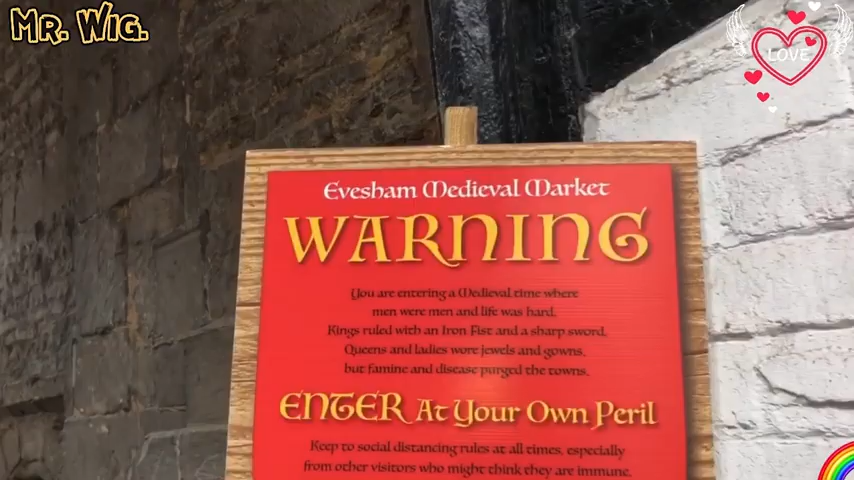 Mr. Wig.
LOVE
Evesham Medieval Market
WARNING
You are entering a Medieval time where
men were men and life was hard.
Kings ruled with an Iron Fist and a sharp sword.
Queens and ladies wore jewels and gowns,
but famine and disease purged the towns.
ENTER At Your Own Peril
Keep to social distancing rules at all times, especially
from other visitors who might think they are immune.